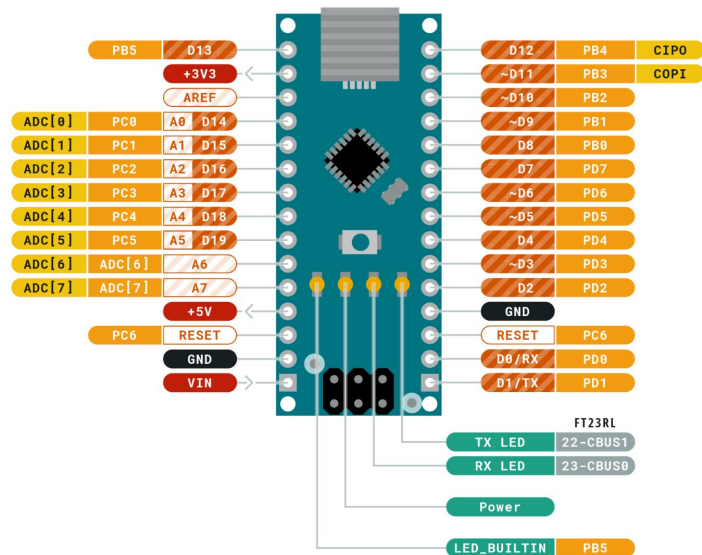 PB5 D13
+3V3
AREF
ADC[0] PC0 A0 D14
ADC[1] PC1 A1 D15
ADC[2] PC2 A2 D16
ADC[3] PC3 A3 D17
ADC[4] PC4 A4 D18
ADC[5] PC5 A5 D19
ADC[6] ADC[6] A6
ADC[7] ADC[7] A7
+5V
PC6 RESET
GND
VIN
D12 PB4 CIPO
~D11 PB3 COPI
~D10 PB2
~D9 PB1
D8 PB0
D7 PD7
~D6 PD6
~D5 PD5
D4 PD4
~D3 PD3
D2 PD2
GND
RESET PC6
D0/RX PD0
D1/TX PD1
FT23RL
TX LED 22-CBUS1
RX LED 23-CBUS0
Power
LED_BUILTIN PB5